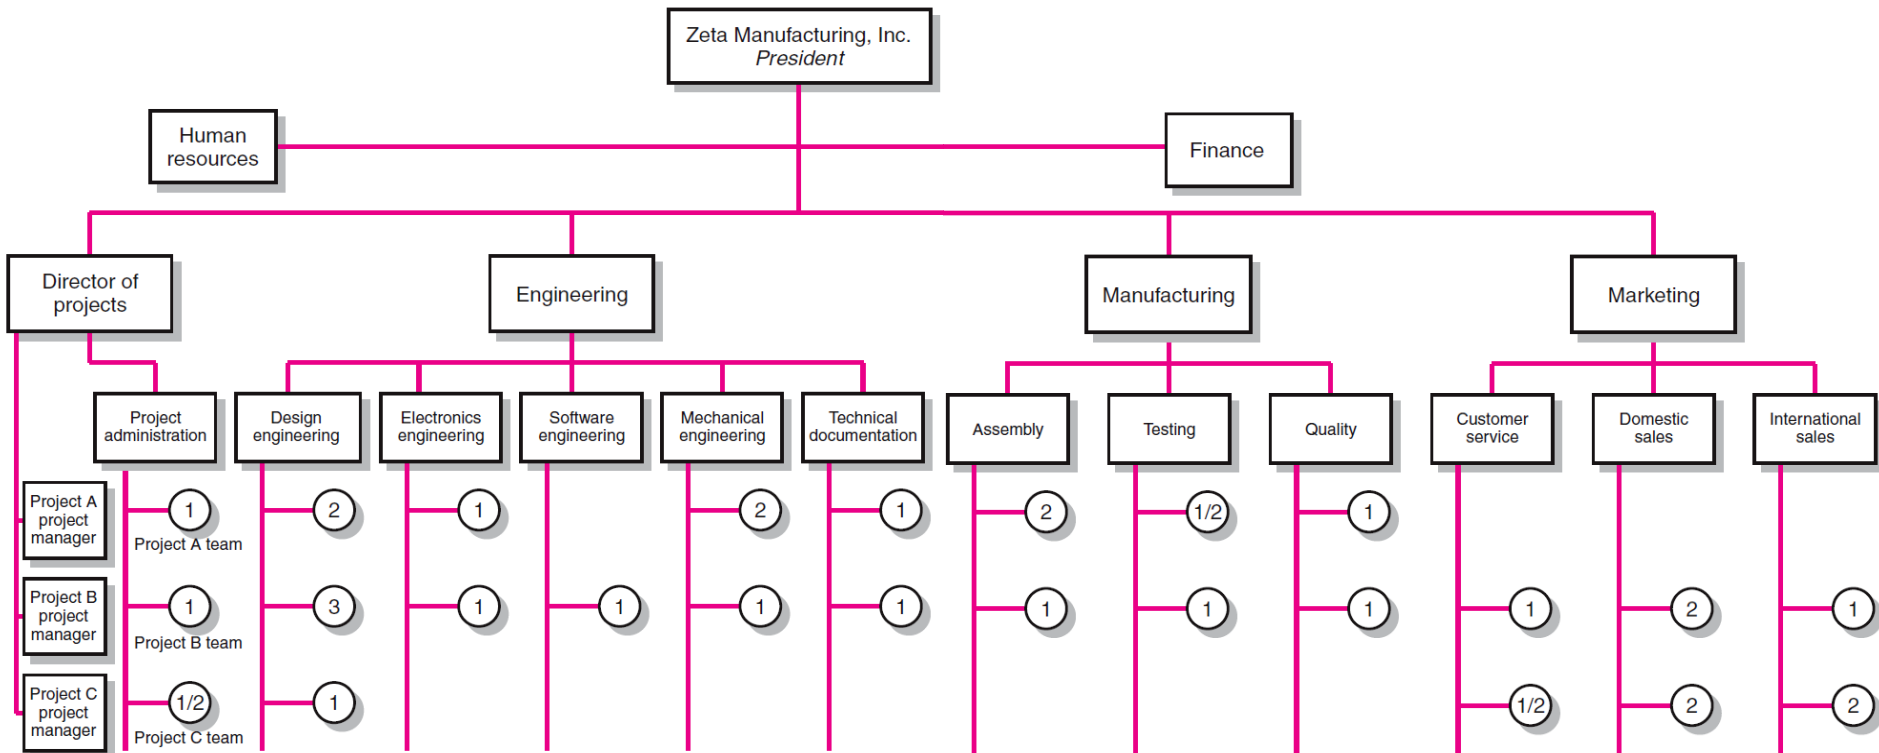 Zeta Manufacturing, Inc.
President
Human
resources
Finance
Director of
projects
Engineering
Manufacturing
Marketing
Project
administration
Design
engineering
Electronics
engineering
Software
engineering
Mechanical
engineering
Technical
documentation
Assembly
Testing
Quality
Customer
service
Domestic
sales
International
sales
Project A
project
manager
1
2
1
2
1
2
1/2
1
Project A team
Project B
project
manager
1
3
1
1
1
1
1
1
1
1
2
1
Project B team
Project C
project
manager
1/2
1
1/2
2
2
Project C team